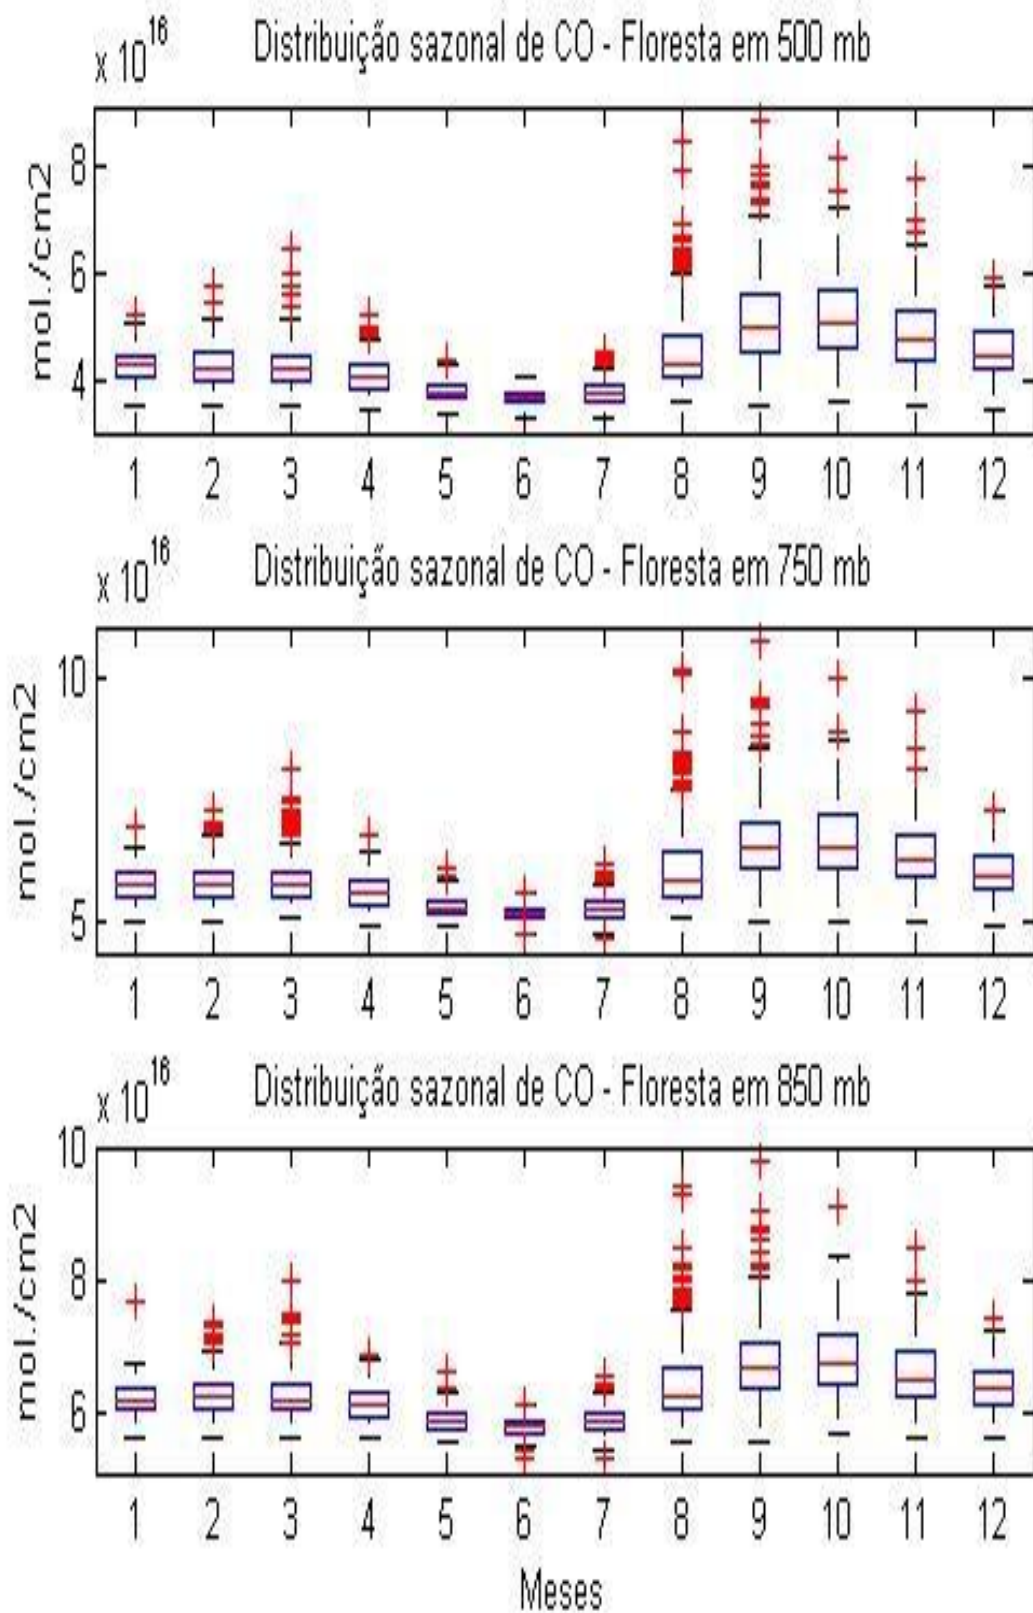 x 10^16
Distribuição sazonal de CO - Floresta em 500 mb
mol./cm2
8
6
4
1 2 3 4 5 6 7 8 9 10 11 12
x 10^16
Distribuição sazonal de CO - Floresta em 750 mb
mol./cm2
10
5
1 2 3 4 5 6 7 8 9 10 11 12
x 10^16
Distribuição sazonal de CO - Floresta em 850 mb
mol./cm2
10
8
6
1 2 3 4 5 6 7 8 9 10 11 12
Meses